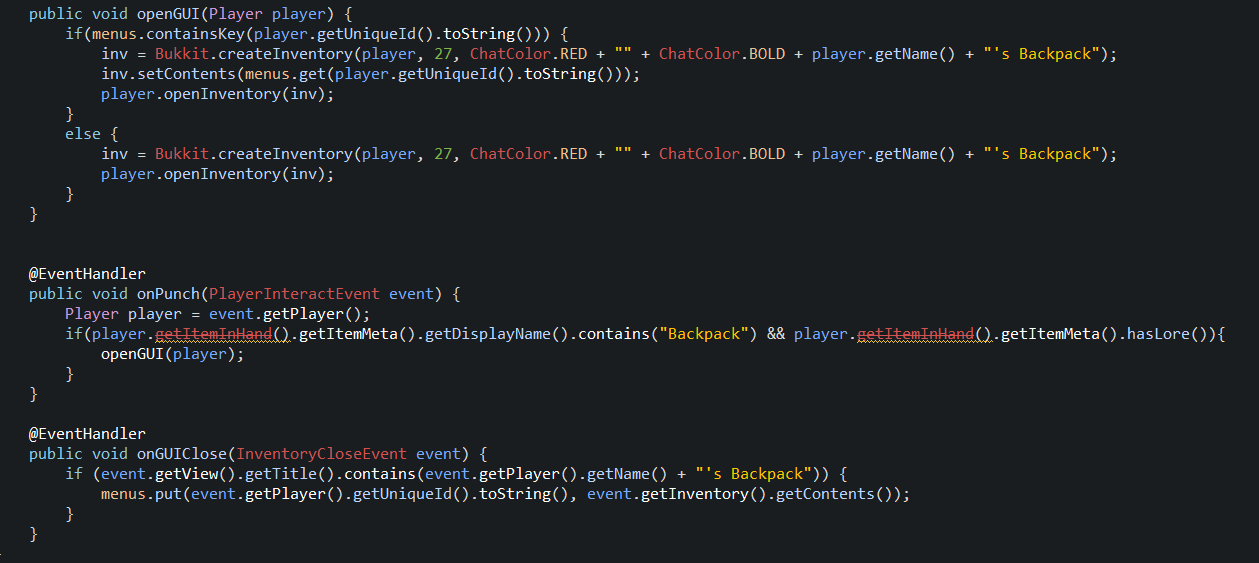 public void openGUI(Player player) {
if(menus.containsKey(player.getUniqueId().toString())) {
inv = Bukkit.createInventory(player, 27, ChatColor.RED + "" + ChatColor.BOLD + player.getName() + "'s Backpack");
inv.setContents(menus.get(player.getUniqueId().toString()));
player.openInventory(inv);
}
else {
inv = Bukkit.createInventory(player, 27, ChatColor.RED + "" + ChatColor.BOLD + player.getName() + "'s Backpack");
player.openInventory(inv);
}
}
@EventHandler
public void onPunch(PlayerInteractEvent event) {
Player player = event.getPlayer();
if(player.getItemInHand().getItemMeta().getDisplayName().contains("Backpack") && player.getItemInHand().getItemMeta().hasLore()){
openGUI(player);
}
}
@EventHandler
public void onGUIClose(InventoryCloseEvent event) {
if (event.getView().getTitle().contains(event.getPlayer().getName() + "'s Backpack")) {
menus.put(event.getPlayer().getUniqueId().toString(), event.getInventory().getContents());
}
}